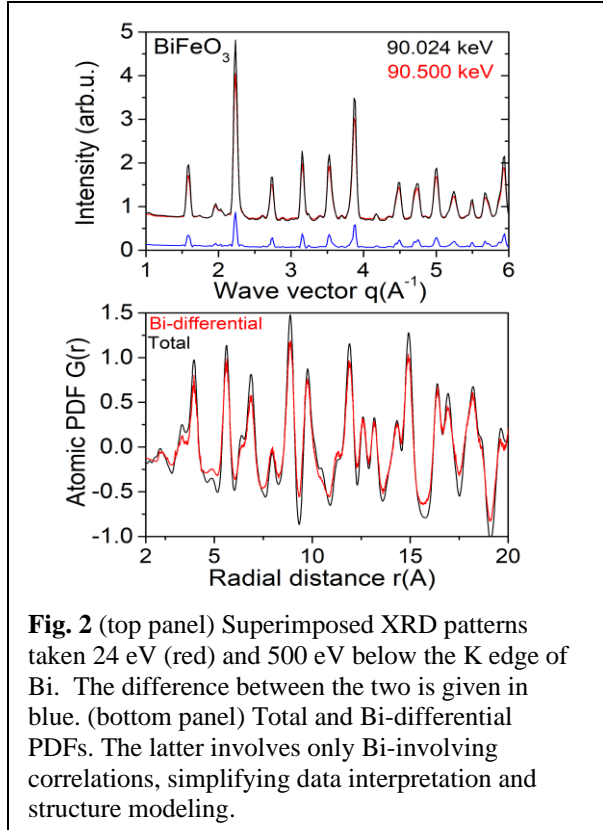 BiFeO3
90.024 keV
90.500 keV
Intensity (arb.u.)
5
4
3
2
1
0
1 2 3 4 5 6
Wave vector q(A-1)
Bi-differential
Total
Atomic PDF G(r)
1.5
1.0
0.5
0.0
-0.5
-1.0
2 5 10 15 20
Radial distance r(A)
Fig. 2 (top panel) Superimposed XRD patterns
taken 24 eV (red) and 500 eV below the K edge of
Bi. The difference between the two is given in
blue. (bottom panel) Total and Bi-differential
PDFs. The latter involves only Bi-involving
correlations, simplifying data interpretation and
structure modeling.